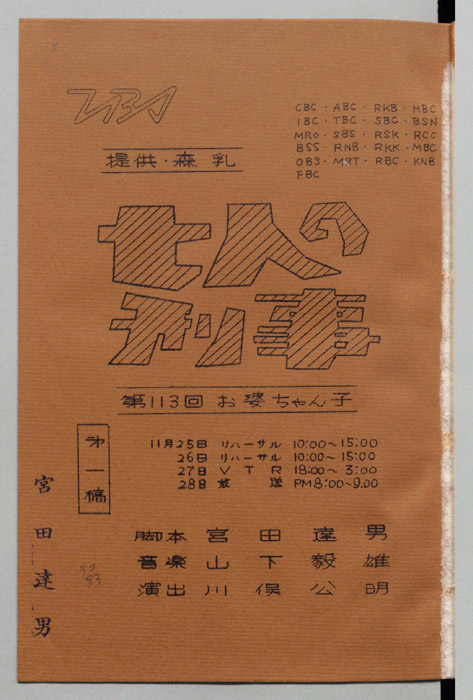 TBS
CBC・ABC・RKB・HBC
IBC・TBC・SBC・BSN
MRO・SBS・RSK・RCC
BSS・RNB・RKK・MBC
OBS・MRT・RBC・KNB
FBC
提供・森乳
七人の
刑事
第113回 お婆ちゃん子
第一稿
11月25日 リハーサル 10:00～15:00
26日 リハーサル 10:00～15:00
27日 VTR 18:00～3:00
28日 放送 PM8:00～9:00
脚本 宮田達男
音楽 山下毅雄
演出 川俣公明
宮田達男